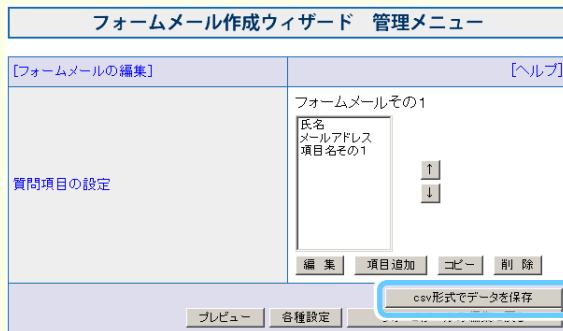 フォームメール作成ウィザード 管理メニュー
[フォームメールの編集]
[ヘルプ]
フォームメールその1
氏名
メールアドレス
項目名その1
↑
質問項目の設定
↓
編 集 項目追加 コピー 削 除
csv形式でデータを保存
プレビュー 各種設定